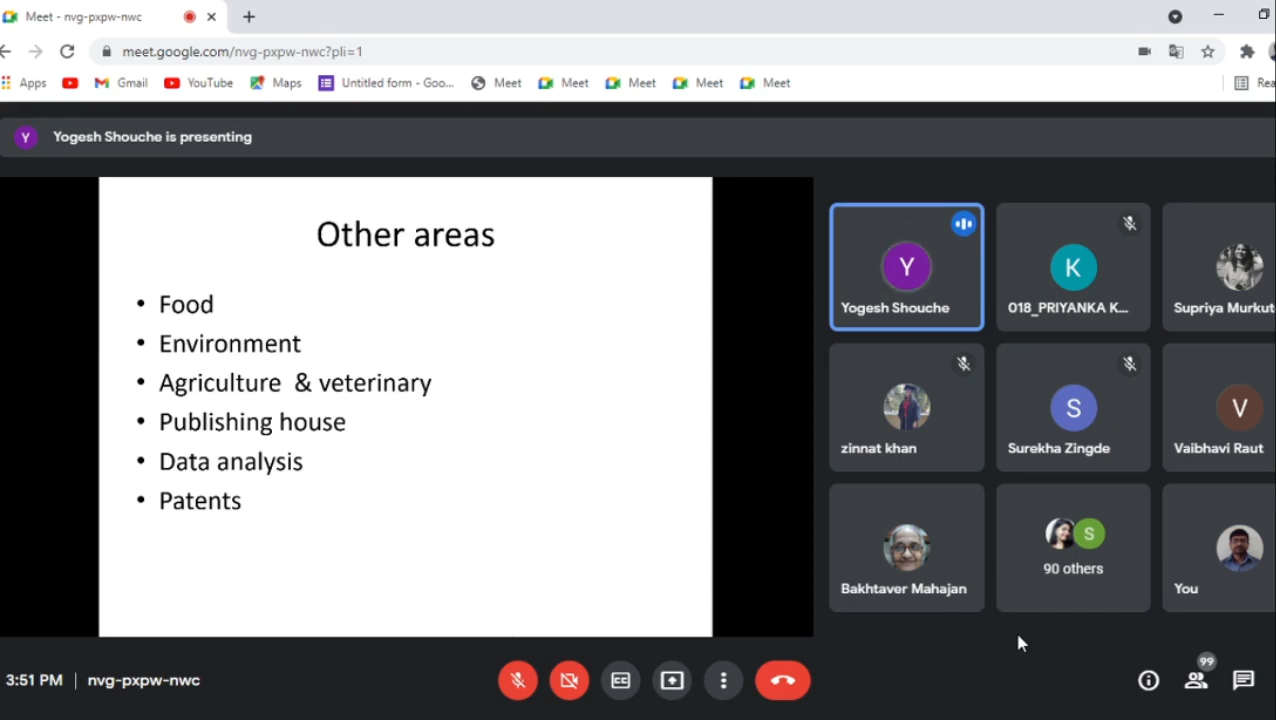 Meet - nvg-pxpw-nwc
meet.google.com/nvg-pxpw-nwc?pli=1
Apps Gmail YouTube Maps Untitled form - Goo... Meet Meet Meet Meet Meet Rea
Y Yogesh Shouche is presenting
Other areas
• Food
• Environment
• Agriculture & veterinary
• Publishing house
• Data analysis
• Patents
Y
Yogesh Shouche
K
018_PRIYANKA K...
Supriya Murkut
zinnat khan
S
Surekha Zingde
V
Vaibhavi Raut
Bakhtaver Mahajan
S
90 others
You
3:51 PM | nvg-pxpw-nwc
99